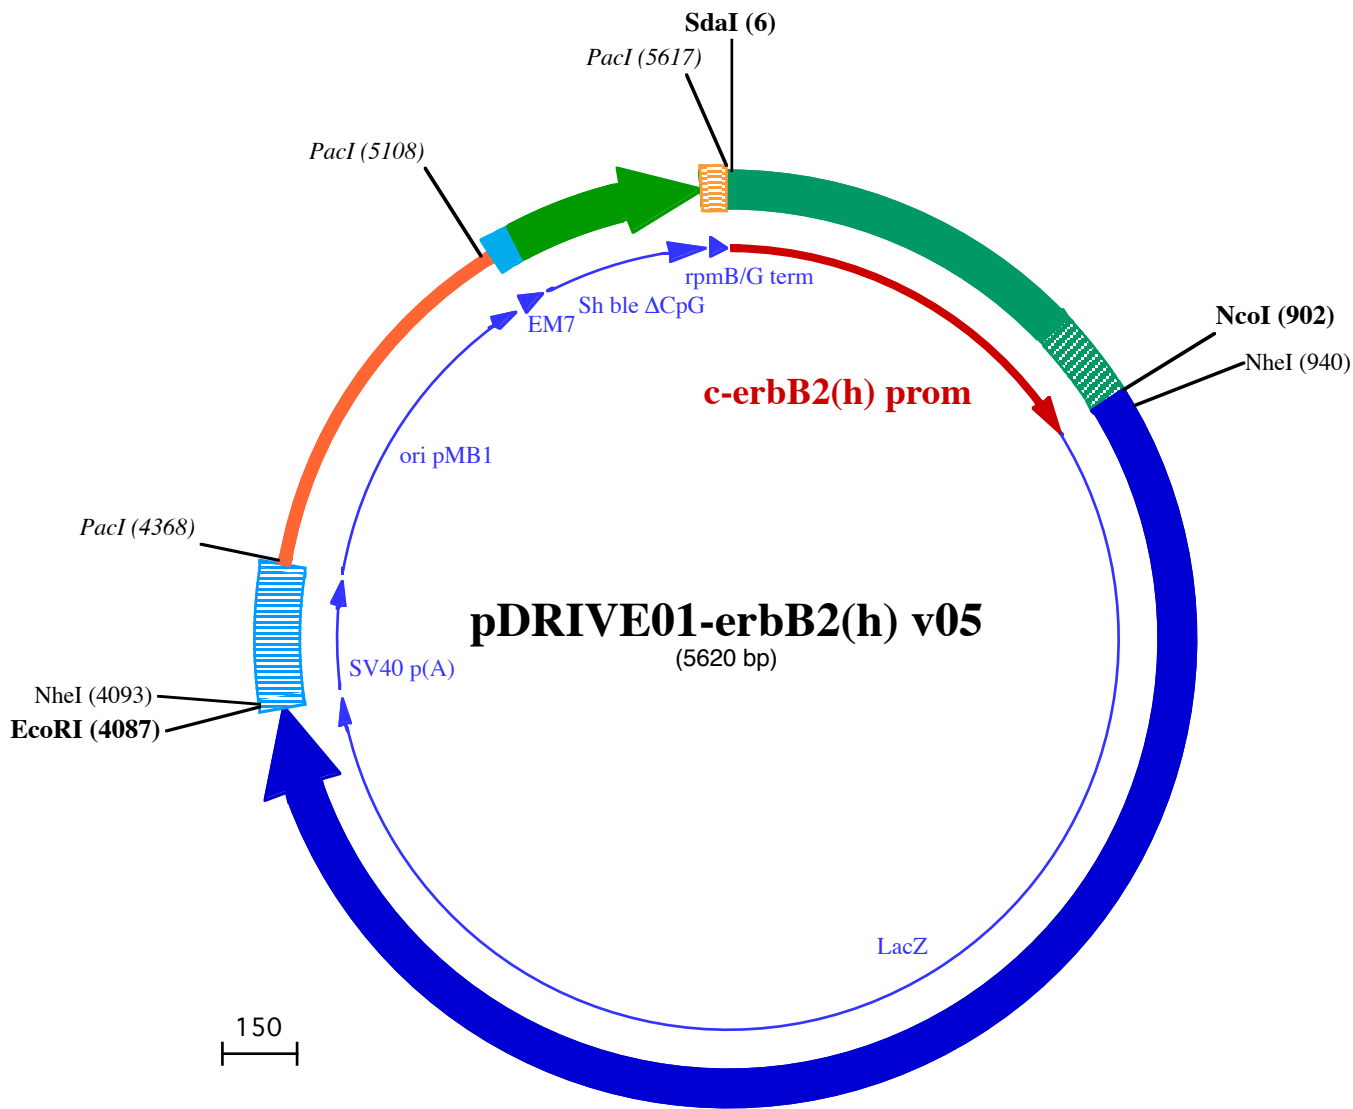 SdaI (6)
PacI (5617)
PacI (5108)
rpmB/G term
Sh ble ΔCpG
EM7
NcoI (902)
NheI (940)
c-erbB2(h) prom
ori pMB1
PacI (4368)
pDRIVE01-erbB2(h) v05
(5620 bp)
SV40 p(A)
NheI (4093)
EcoRI (4087)
LacZ
150